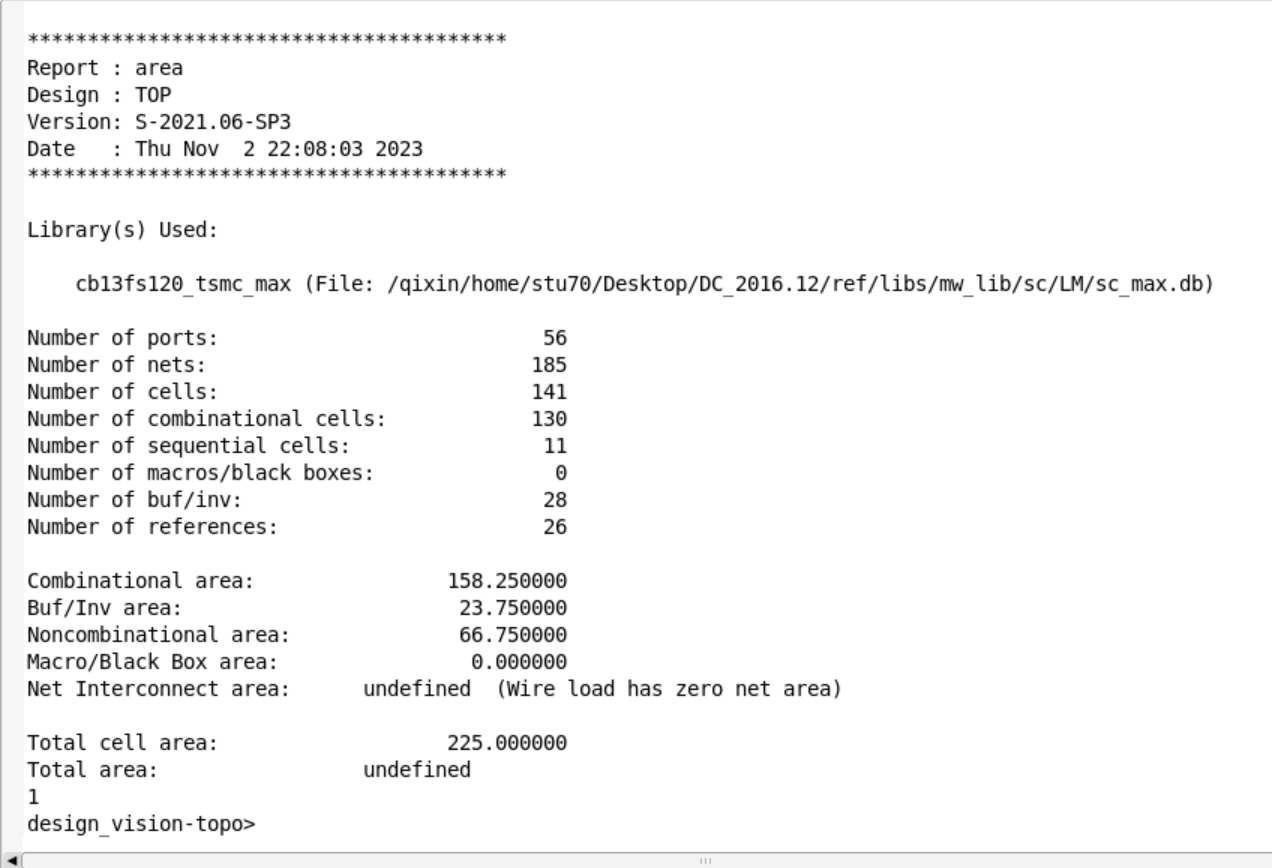 ****************************************
Report : area
Design : TOP
Version: S-2021.06-SP3
Date   : Thu Nov  2 22:08:03 2023
****************************************
Library(s) Used:
    cb13fs120_tsmc_max (File: /qixin/home/stu70/Desktop/DC_2016.12/ref/libs/mw_lib/sc/LM/sc_max.db)
Number of ports:                           56
Number of nets:                           185
Number of cells:                          141
Number of combinational cells:            130
Number of sequential cells:                11
Number of macros/black boxes:               0
Number of buf/inv:                         28
Number of references:                      26
Combinational area:                158.250000
Buf/Inv area:                       23.750000
Noncombinational area:              66.750000
Macro/Black Box area:                0.000000
Net Interconnect area:      undefined  (Wire load has zero net area)
Total cell area:                   225.000000
Total area:                 undefined
1
design_vision-topo>